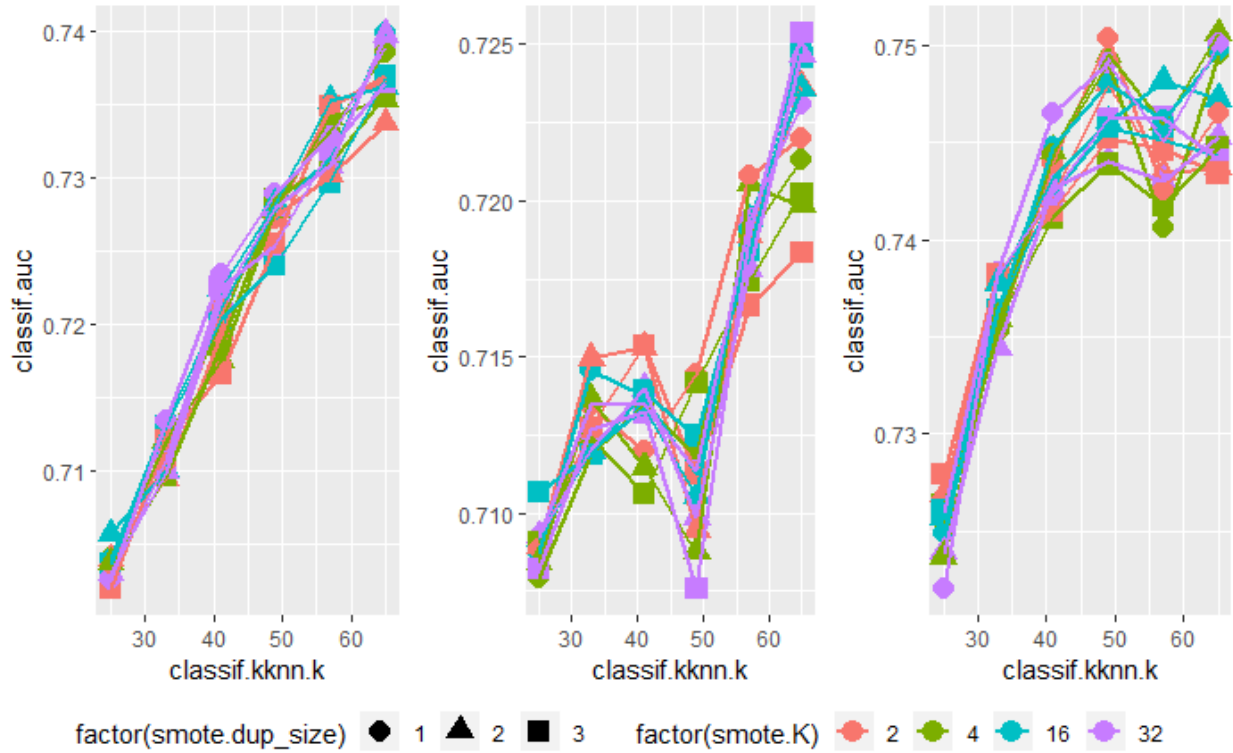 0.74
0.73
0.72
0.71
classif.auc
30 40 50 60
classif.kknn.k
0.725
0.720
0.715
0.710
classif.auc
30 40 50 60
classif.kknn.k
0.75
0.74
0.73
classif.auc
30 40 50 60
classif.kknn.k
factor(smote.dup_size) 1 2 3 factor(smote.K) 2 4 16 32